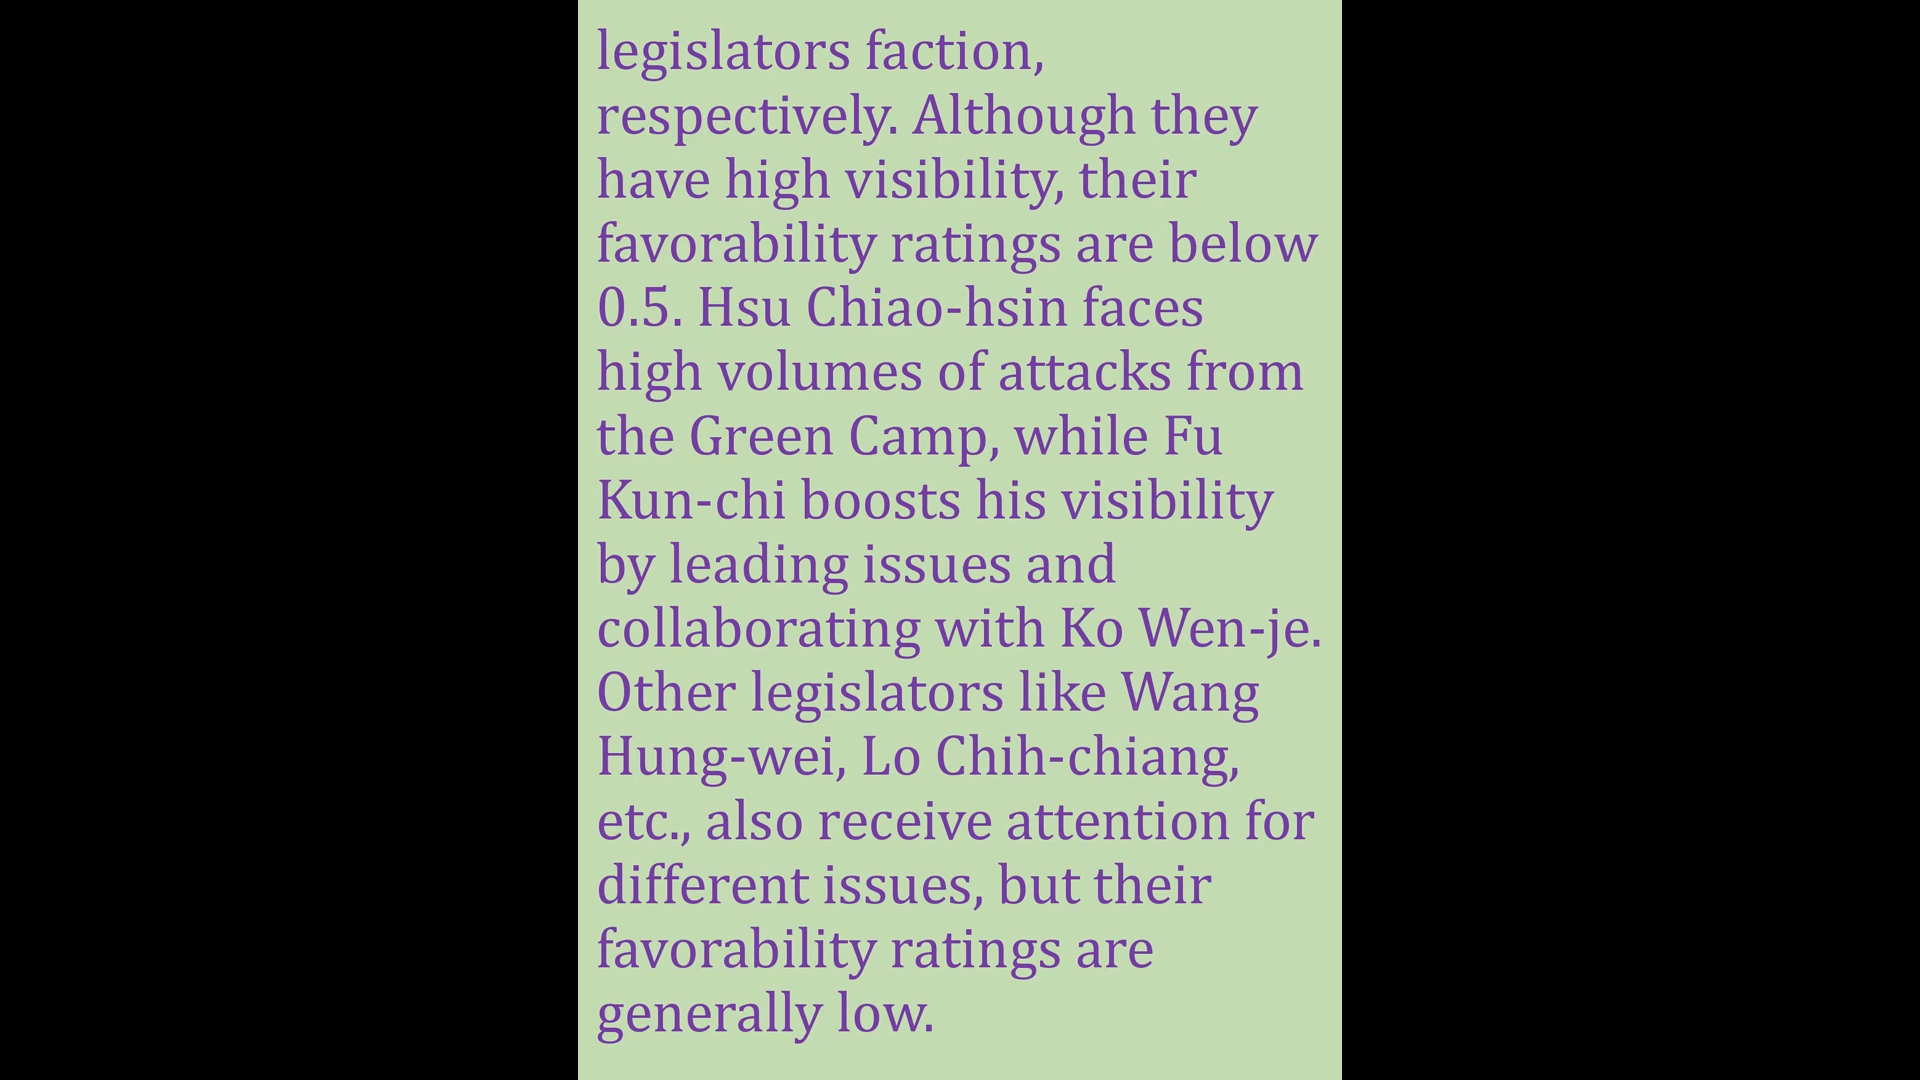 legislators faction,
respectively. Although they
have high visibility, their
favorability ratings are below
0.5. Hsu Chiao-hsin faces
high volumes of attacks from
the Green Camp, while Fu
Kun-chi boosts his visibility
by leading issues and
collaborating with Ko Wen-je.
Other legislators like Wang
Hung-wei, Lo Chih-chiang,
etc., also receive attention for
different issues, but their
favorability ratings are
generally low.